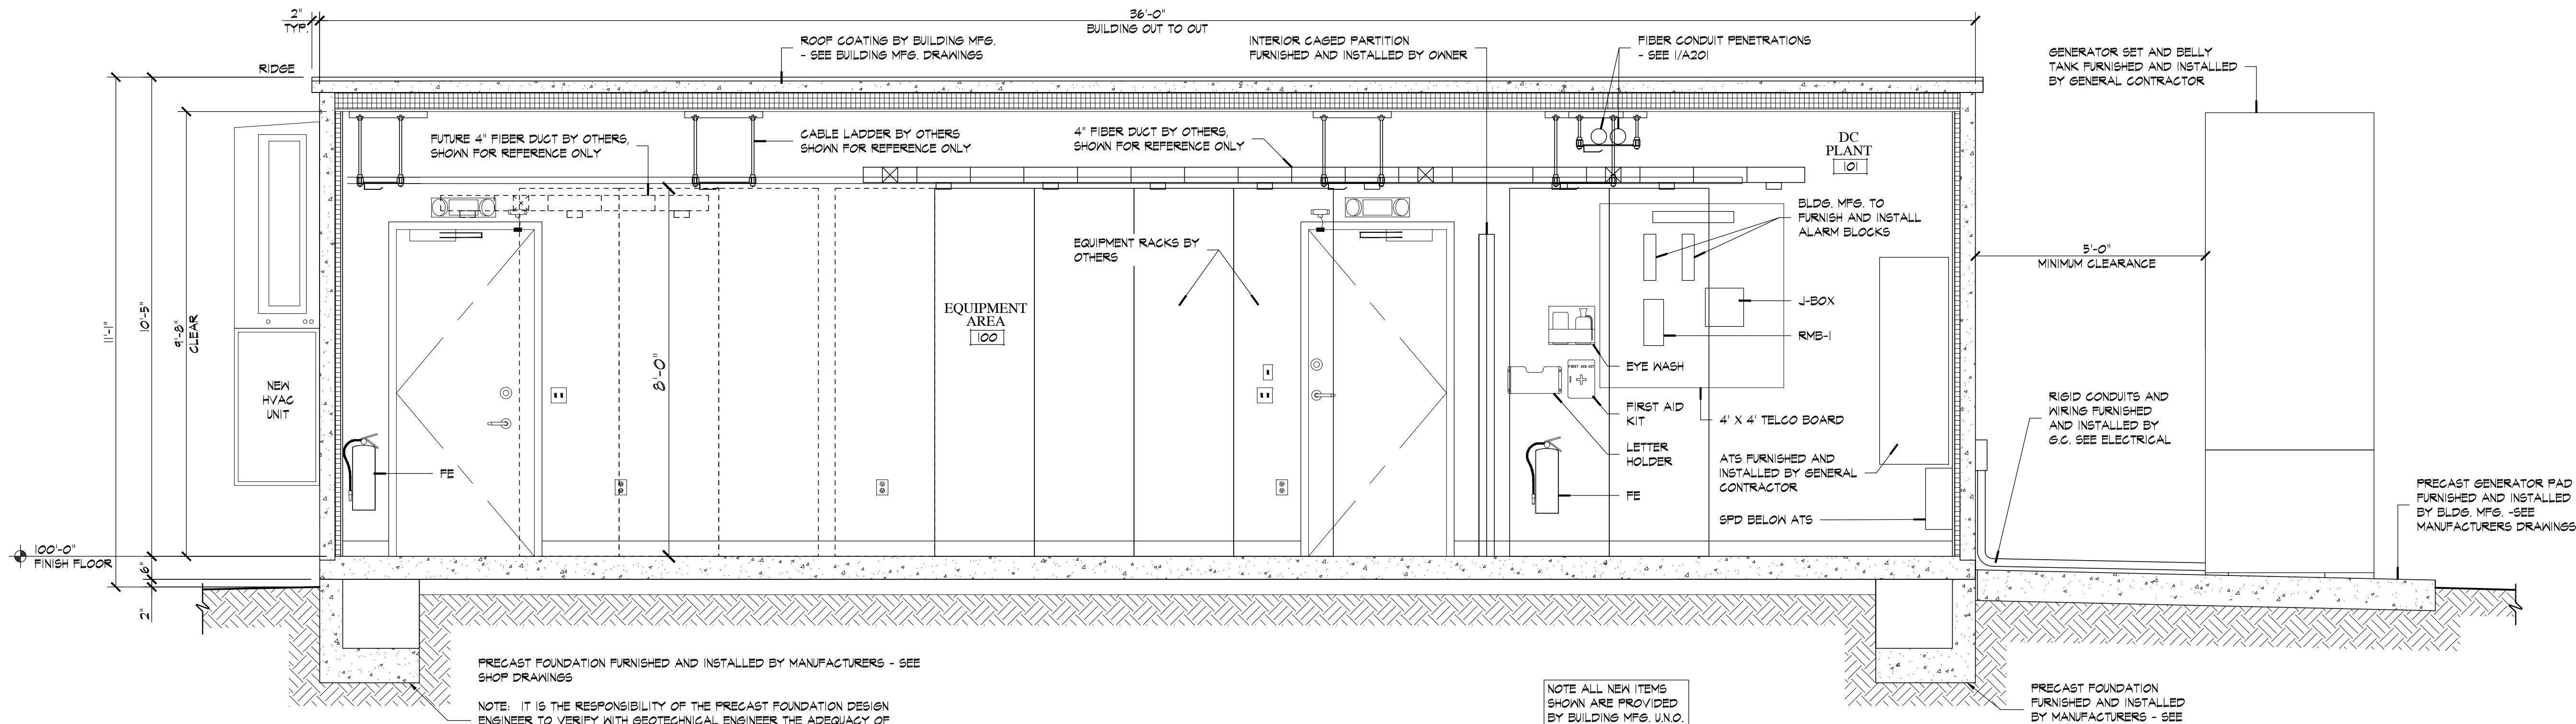 2"
TYP.
36'-0"
BUILDING OUT TO OUT
RIDGE
ROOF COATING BY BUILDING MFG.
- SEE BUILDING MFG. DRAWINGS
INTERIOR CAGED PARTITION
FURNISHED AND INSTALLED BY OWNER
FIBER CONDUIT PENETRATIONS
- SEE 1/A201
GENERATOR SET AND BELLY
TANK FURNISHED AND INSTALLED
BY GENERAL CONTRACTOR
FUTURE 4" FIBER DUCT BY OTHERS,
SHOWN FOR REFERENCE ONLY
CABLE LADDER BY OTHERS
SHOWN FOR REFERENCE ONLY
4" FIBER DUCT BY OTHERS,
SHOWN FOR REFERENCE ONLY
DC
PLANT
101
BLDG. MFG. TO
FURNISH AND INSTALL
ALARM BLOCKS
EQUIPMENT RACKS BY
OTHERS
5'-0"
MINIMUM CLEARANCE
11'-1"
10'-5"
9'-8"
CLEAR
8'-0"
EQUIPMENT
AREA
100
J-BOX
RMB-1
EYE WASH
FIRST AID KIT
NEW
HVAC
UNIT
FIRST AID
KIT
4' X 4' TELCO BOARD
LETTER
HOLDER
RIGID CONDUITS AND
WIRING FURNISHED
AND INSTALLED BY
G.C. SEE ELECTRICAL
FE
ATS FURNISHED AND
INSTALLED BY GENERAL
CONTRACTOR
FE
SPD BELOW ATS
PRECAST GENERATOR PAD
FURNISHED AND INSTALLED
BY BLDG. MFG. -SEE
MANUFACTURERS DRAWINGS
100'-0"
FINISH FLOOR
6"
2"
PRECAST FOUNDATION FURNISHED AND INSTALLED BY MANUFACTURERS - SEE
SHOP DRAWINGS
NOTE: IT IS THE RESPONSIBILITY OF THE PRECAST FOUNDATION DESIGN
ENGINEER TO VERIFY WITH GEOTECHNICAL ENGINEER THE ADEQUACY OF
NOTE ALL NEW ITEMS
SHOWN ARE PROVIDED
BY BUILDING MFG. U.N.O.
PRECAST FOUNDATION
FURNISHED AND INSTALLED
BY MANUFACTURERS - SEE